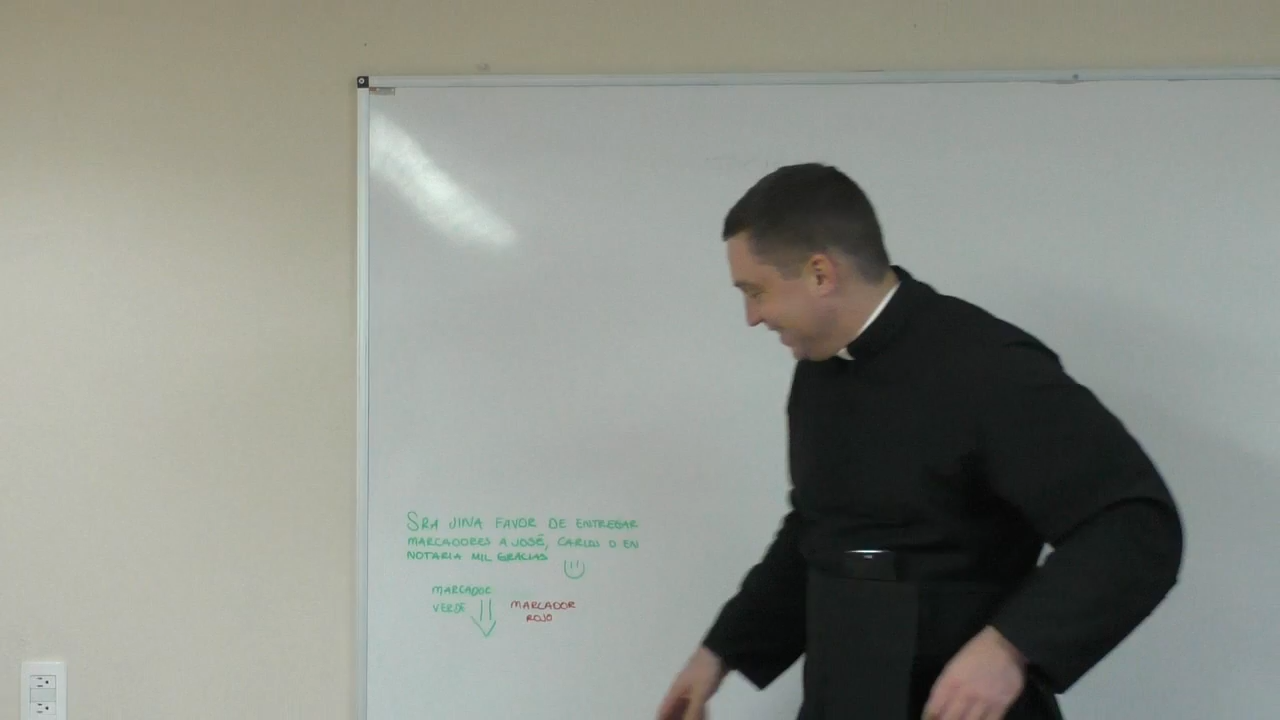 SRA JINA FAVOR DE ENTREGAR
MARCADORES A JOSÉ, CARLOS O EN
NOTARIA MIL GRACIAS
MARCADOR
VERDE
MARCADOR
ROJO